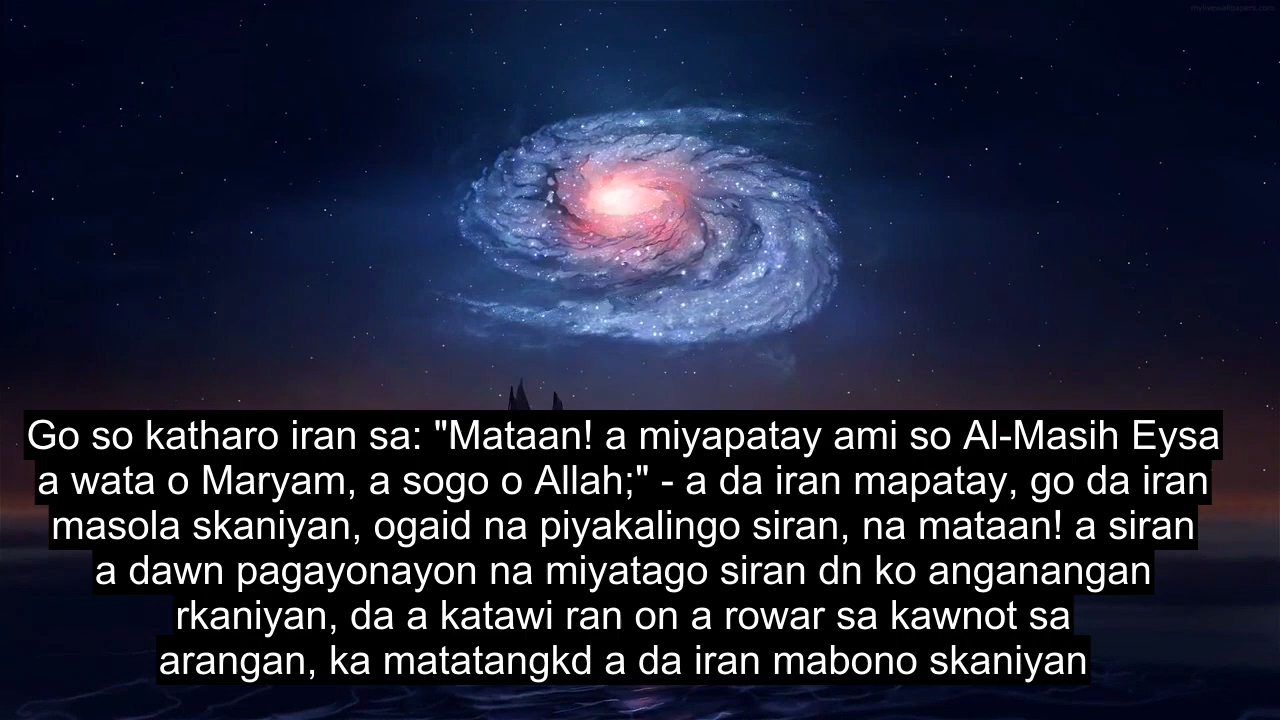 mylivewallpapers.com
Go so katharo iran sa: "Mataan! a miyapatay ami so Al-Masih Eysa
a wata o Maryam, a sogo o Allah;" - a da iran mapatay, go da iran
masola skaniyan, ogaid na piyakalingo siran, na mataan! a siran
a dawn pagayonayon na miyatago siran dn ko anganangan
rkaniyan, da a katawi ran on a rowar sa kawnot sa
arangan, ka matatangkd a da iran mabono skaniyan